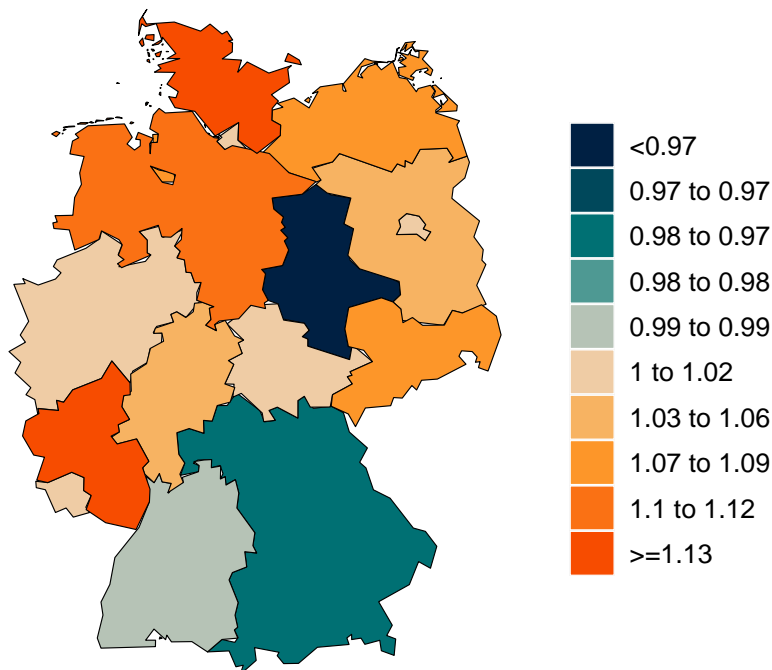 <0.97
0.97 to 0.97
0.98 to 0.97
0.98 to 0.98
0.99 to 0.99
1 to 1.02
1.03 to 1.06
1.07 to 1.09
1.1 to 1.12
>=1.13